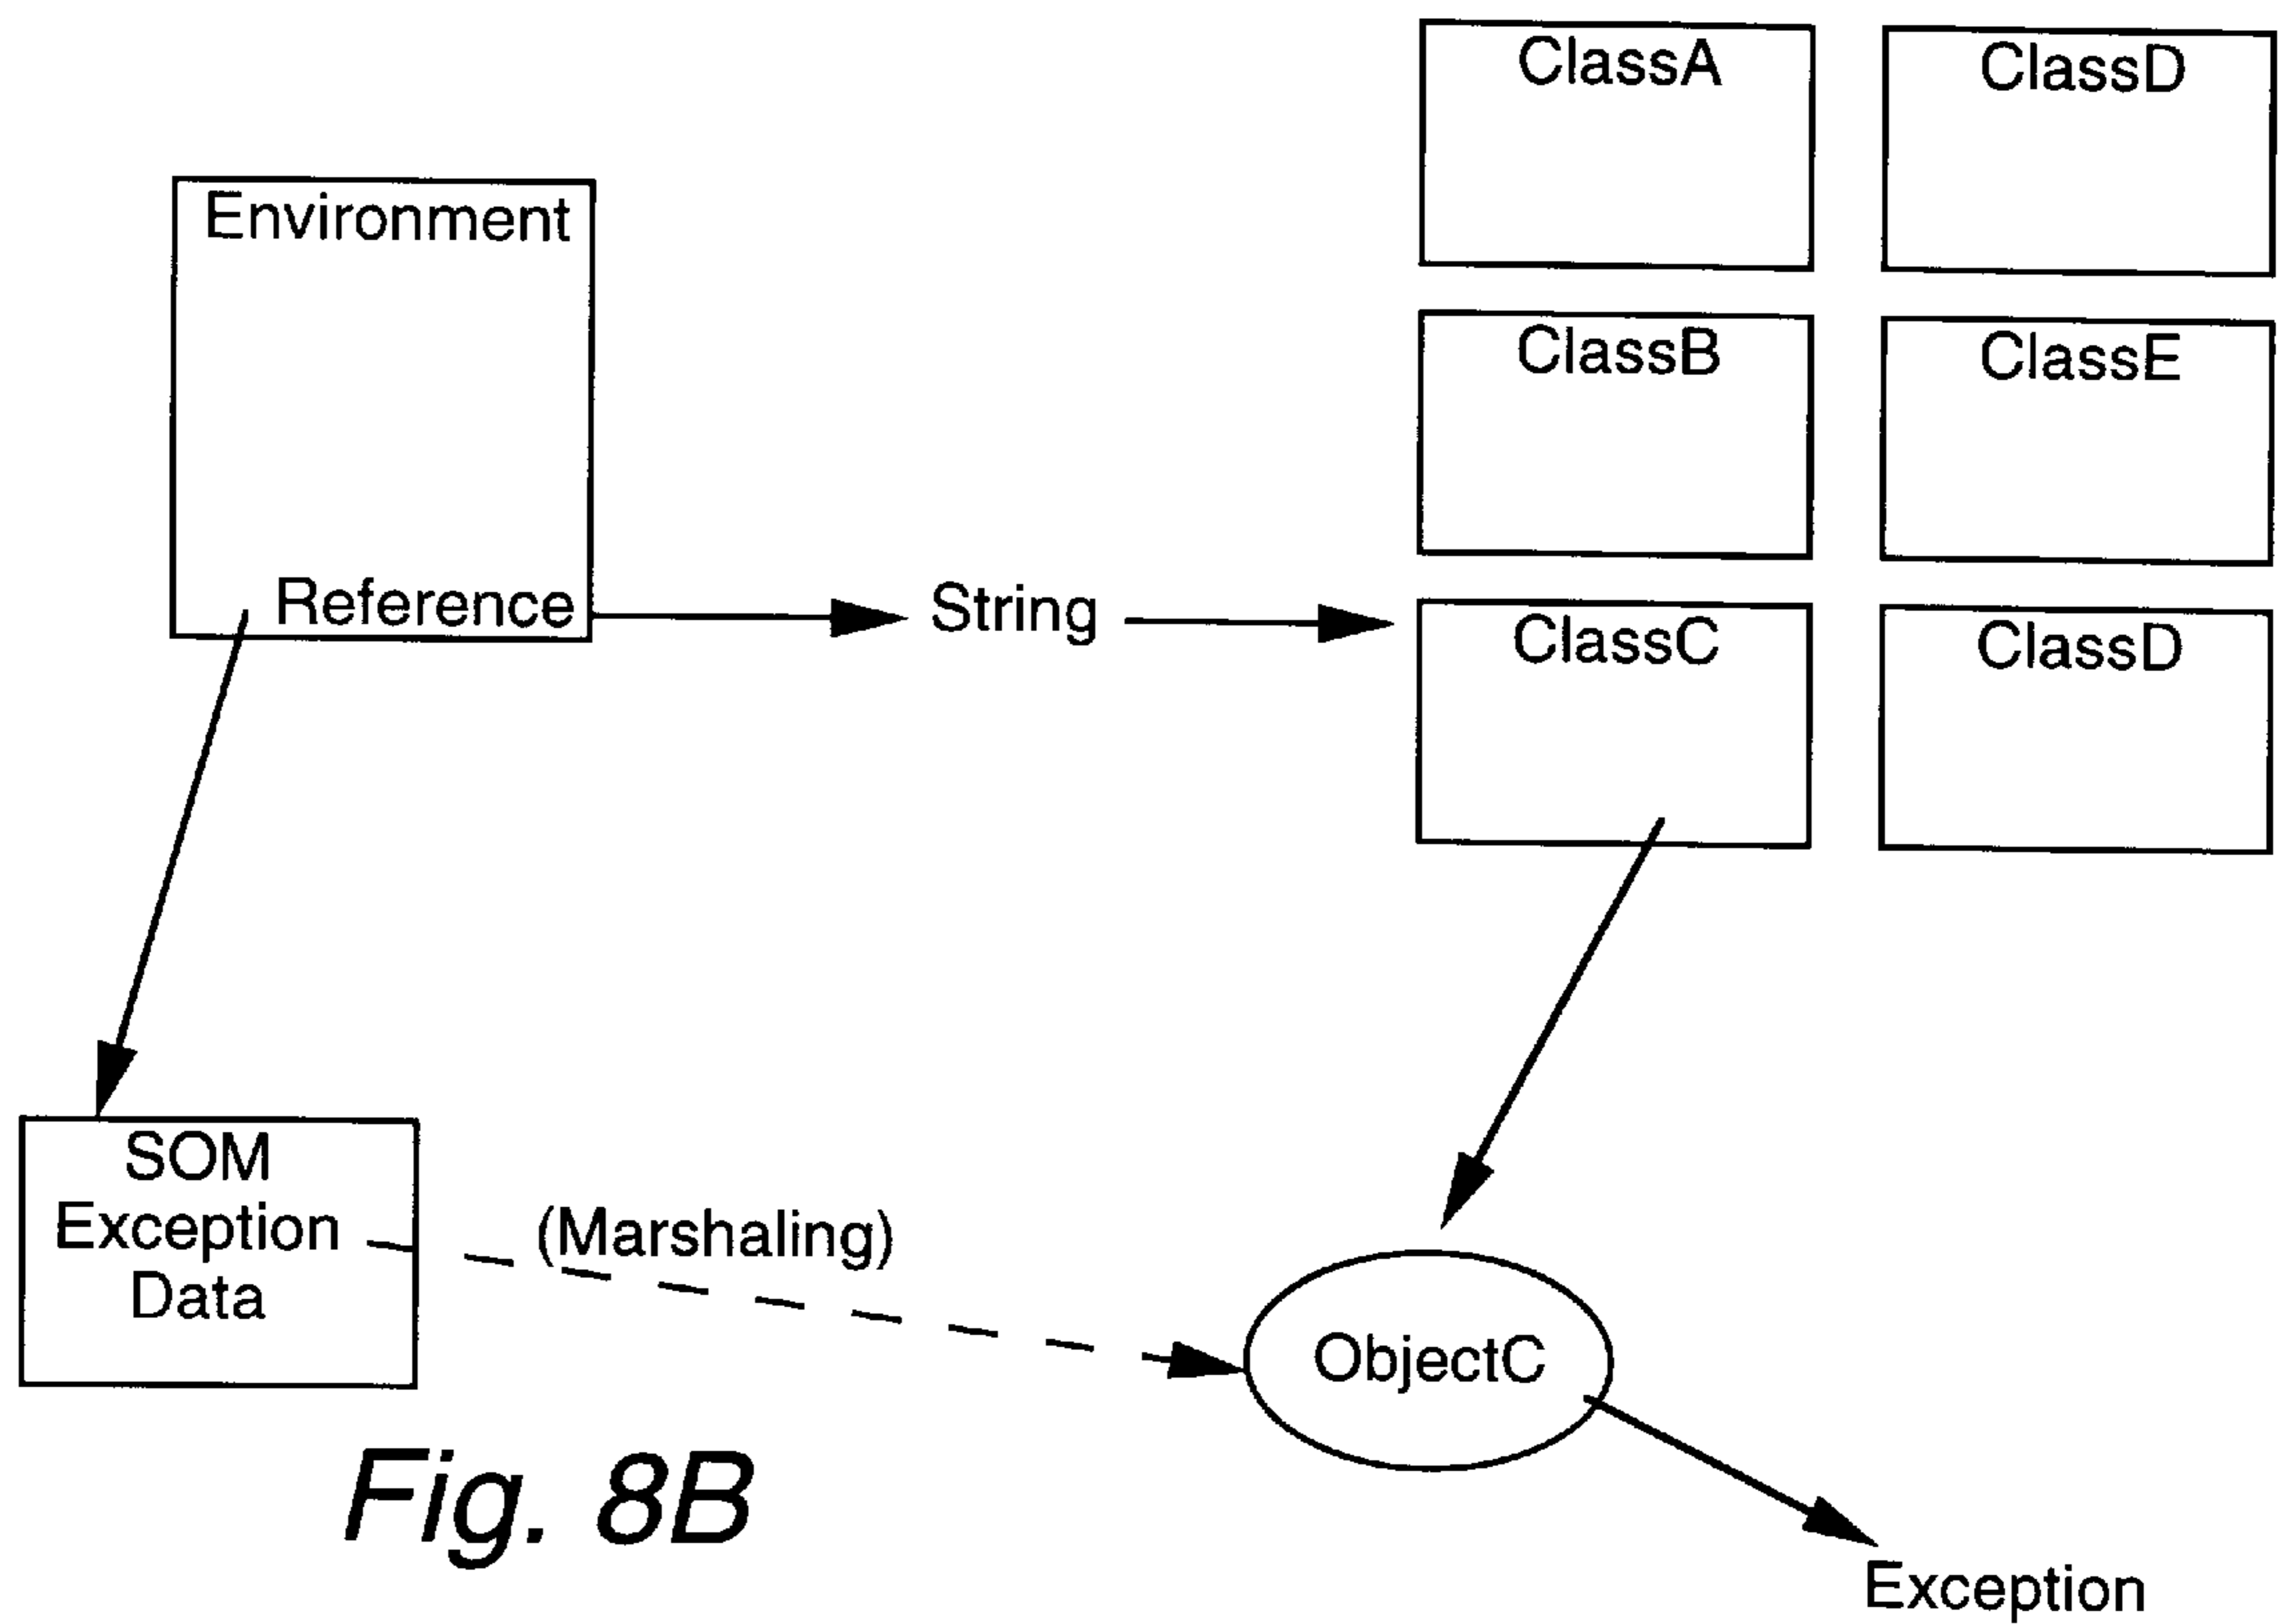 ClassA
ClassD
Environment
ClassB
ClassE
Reference
String
ClassC
ClassD
SOM
Exception
Data
(Marshaling)
ObjectC
Fig. 8B
Exception